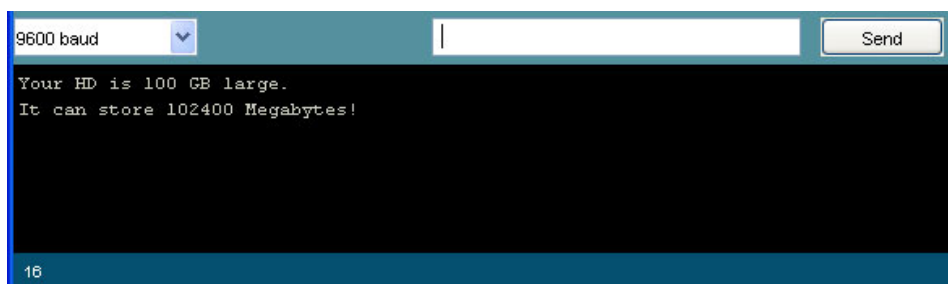 9600 baud
Send
Your HD is 100 GB large.
It can store 102400 Megabytes!
16